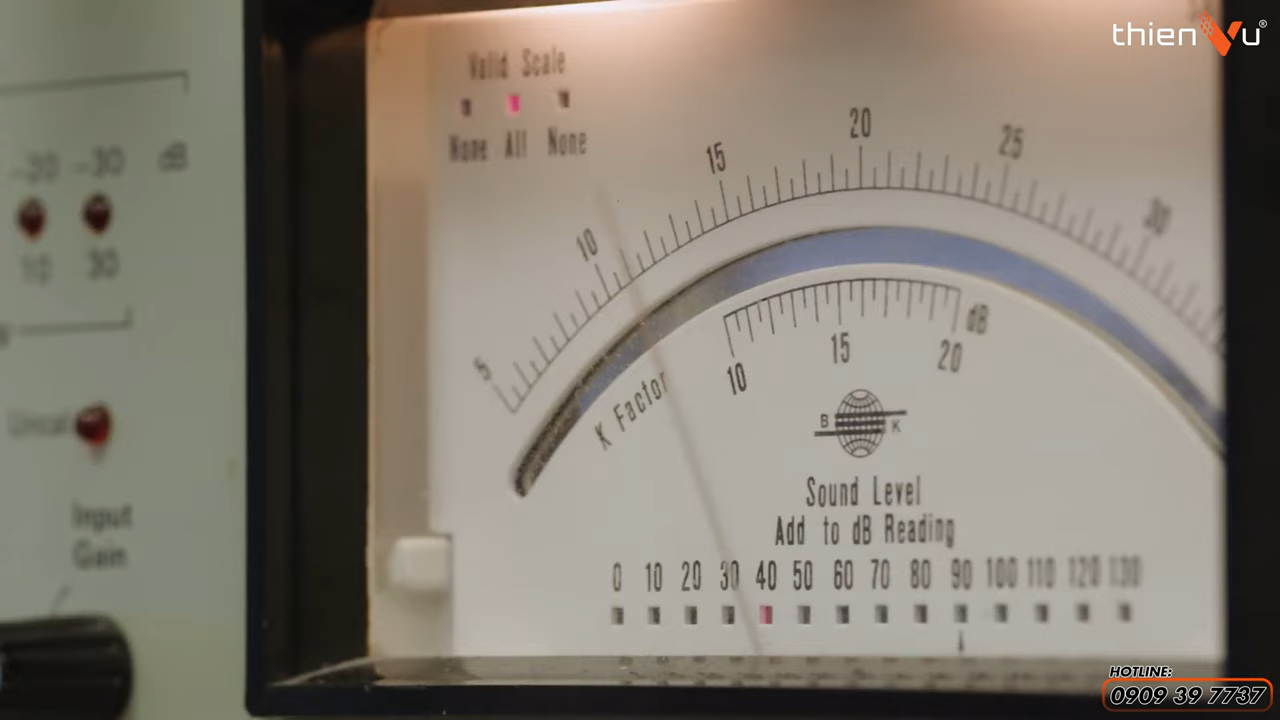 thienVu®
Valid Scale
None All None
-20 -30 dB
10 30
Uncal
Input
Gain
5 10 15 20 25 30
K Factor
10 15 20 dB
B K
Sound Level
Add to dB Reading
0 10 20 30 40 50 60 70 80 90 100 110 120 130
HOTLINE:
0909 39 7737